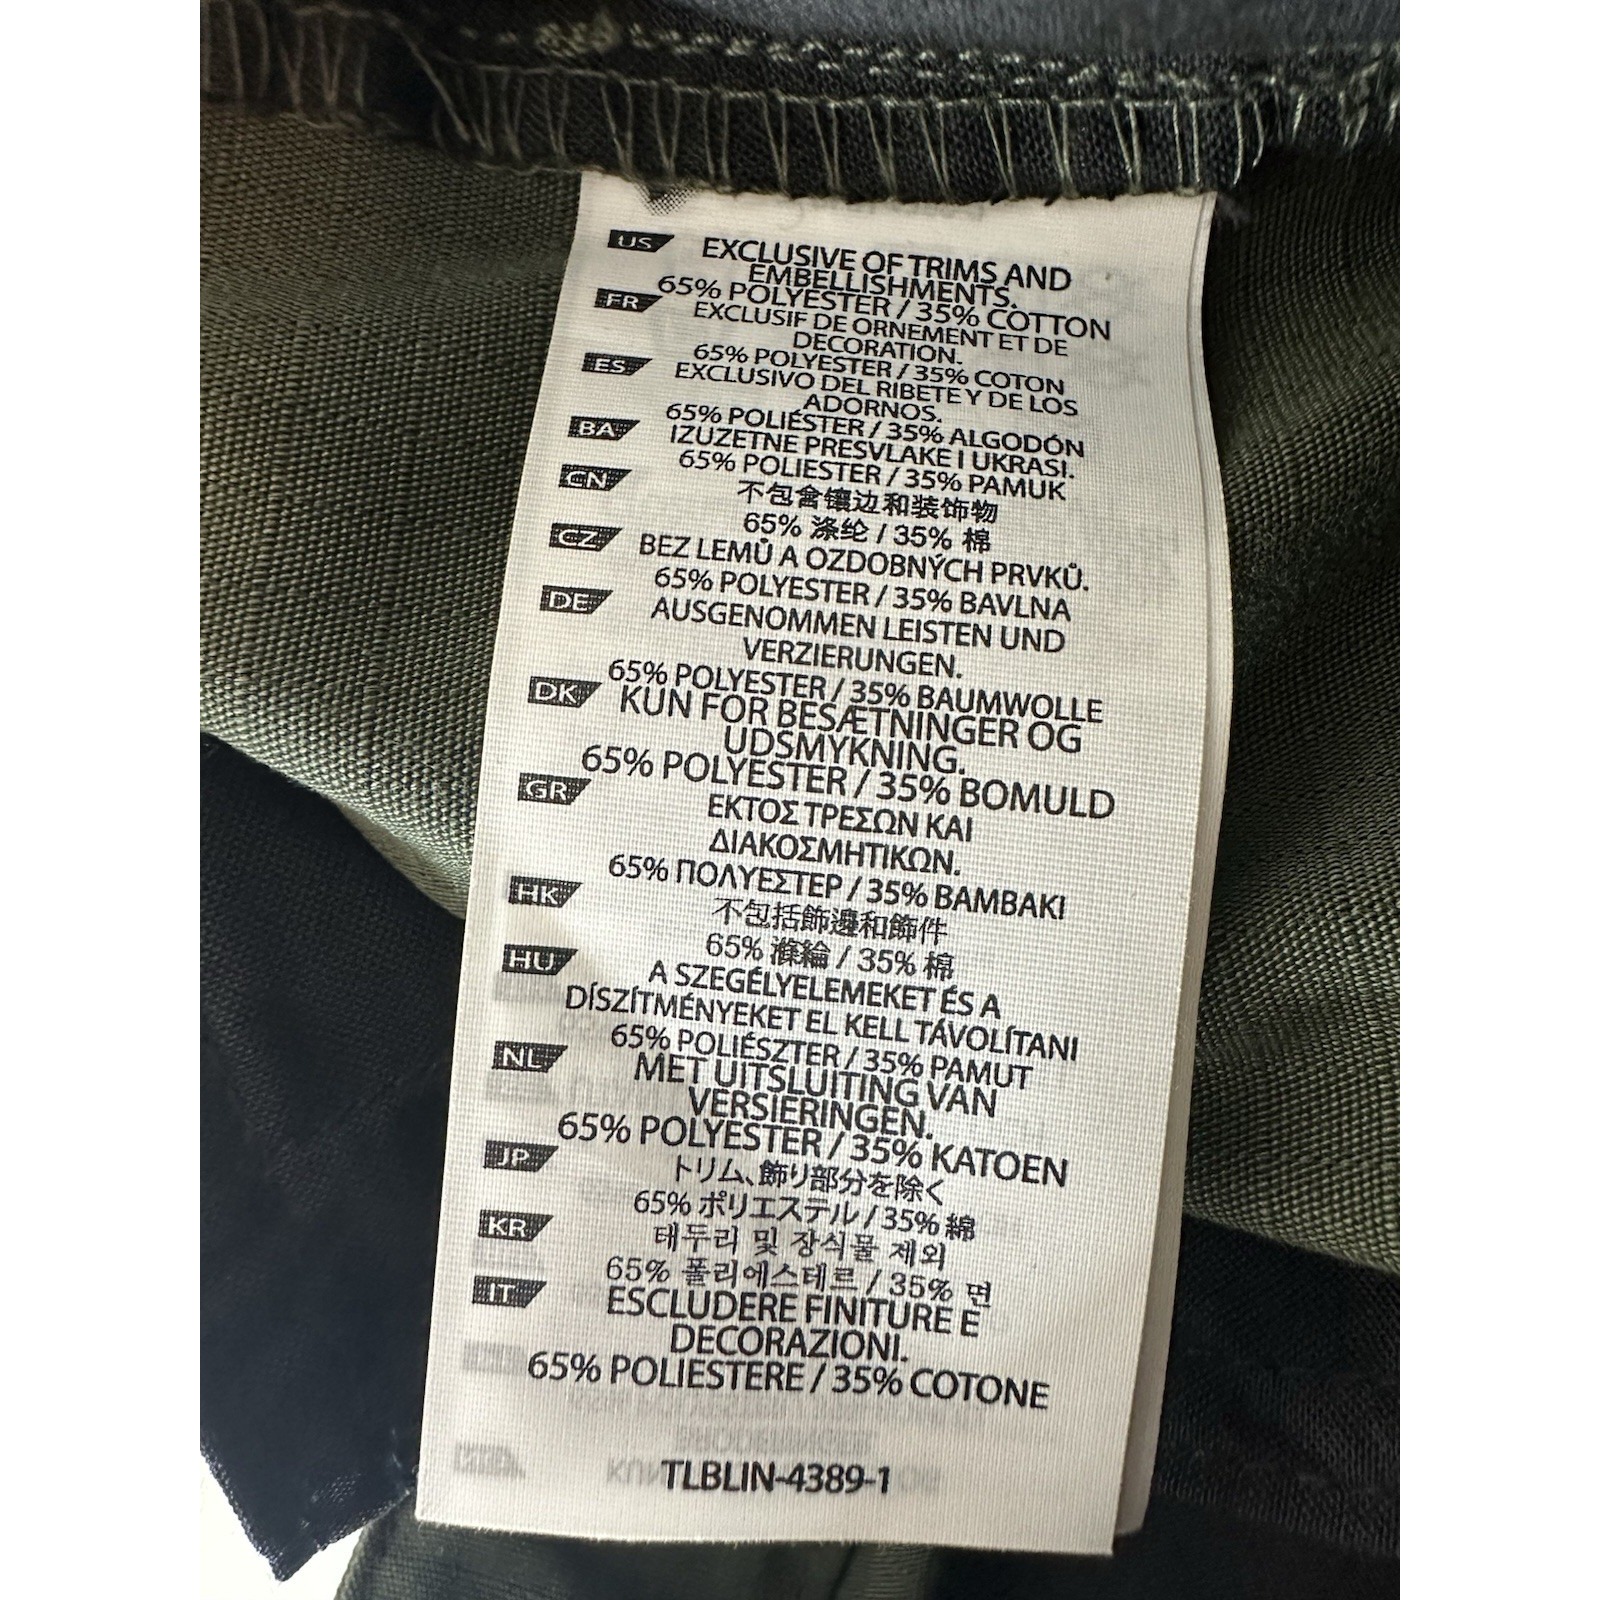 US EXCLUSIVE OF TRIMS AND
EMBELLISHMENTS.
65% POLYESTER / 35% COTTON
FR EXCLUSIF DE ORNEMENT ET DE
DECORATION.
65% POLYESTER / 35% COTON
ES EXCLUSIVO DEL RIBETE Y DE LOS
ADORNOS.
65% POLIÉSTER / 35% ALGODÓN
BA IZUZETNE PRESVLAKE I UKRASI.
65% POLIESTER / 35% PAMUK
CN 不包含镶边和装饰物
65% 涤纶 / 35% 棉
CZ BEZ LEMŮ A OZDOBNÝCH PRVKŮ.
65% POLYESTER / 35% BAVLNA
DE AUSGENOMMEN LEISTEN UND
VERZIERUNGEN.
65% POLYESTER / 35% BAUMWOLLE
DK KUN FOR BESÆTNINGER OG
UDSMYKNING.
65% POLYESTER / 35% BOMULD
GR ΕΚΤΟΣ ΤΡΕΣΩΝ ΚΑΙ
ΔΙΑΚΟΣΜΗΤΙΚΩΝ.
65% ΠΟΛΥΕΣΤΕΡ / 35% ΒΑΜΒΑΚΙ
HK 不包括飾邊和飾件
65% 滌綸 / 35% 棉
HU A SZEGÉLYELEMEKET ÉS A
DÍSZÍTMÉNYEKET EL KELL TÁVOLÍTANI
65% POLIÉSZTER / 35% PAMUT
NL MET UITSLUITING VAN
VERSIERINGEN.
65% POLYESTER / 35% KATOEN
JP トリム、飾り部分を除く
65% ポリエステル / 35% 綿
KR 태두리 및 장식물 제외
65% 폴리에스테르 / 35% 면
IT ESCLUDERE FINITURE E
DECORAZIONI.
65% POLIESTERE / 35% COTONE
TLBLIN-4389-1